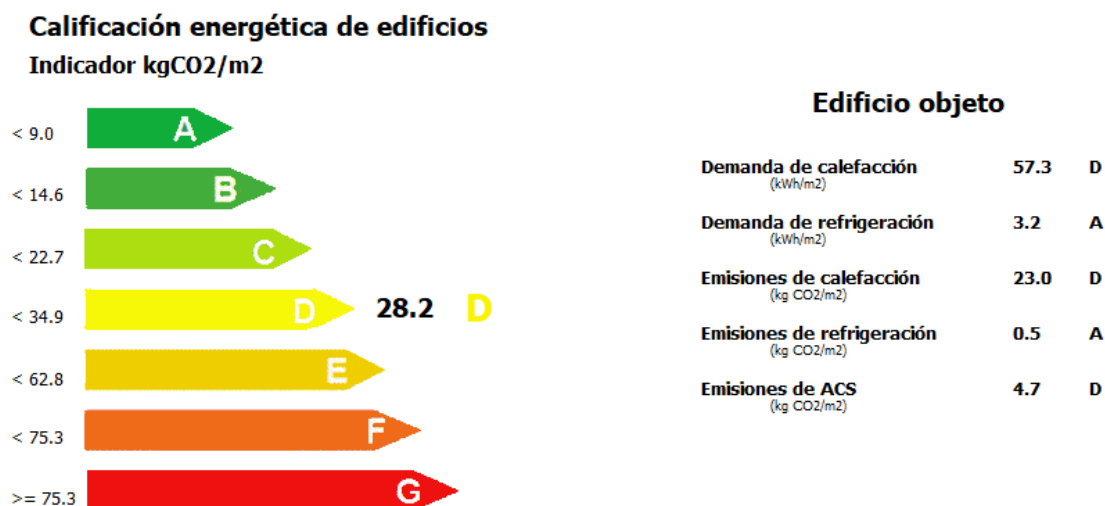 Calificación energética de edificios
Indicador kgCO2/m2
< 9.0 A
< 14.6 B
< 22.7 C
< 34.9 D 28.2 D
< 62.8 E
< 75.3 F
>= 75.3 G
Edificio objeto
Demanda de calefacción 57.3 D
(kWh/m2)
Demanda de refrigeración 3.2 A
(kWh/m2)
Emisiones de calefacción 23.0 D
(kg CO2/m2)
Emisiones de refrigeración 0.5 A
(kg CO2/m2)
Emisiones de ACS 4.7 D
(kg CO2/m2)